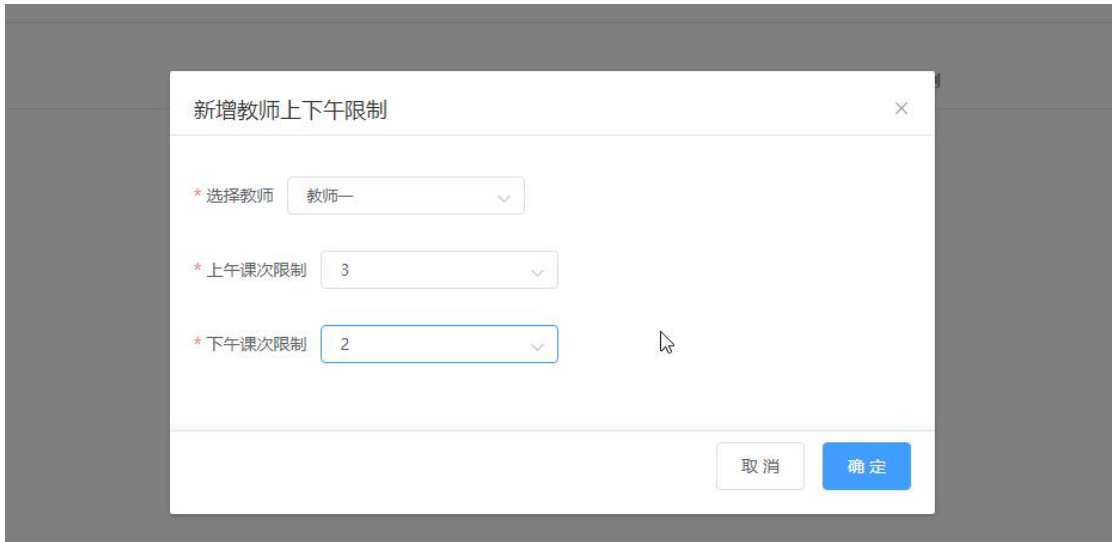 新增教师上下午限制
* 选择教师 教师一
* 上午课次限制 3
* 下午课次限制 2
取 消 确 定